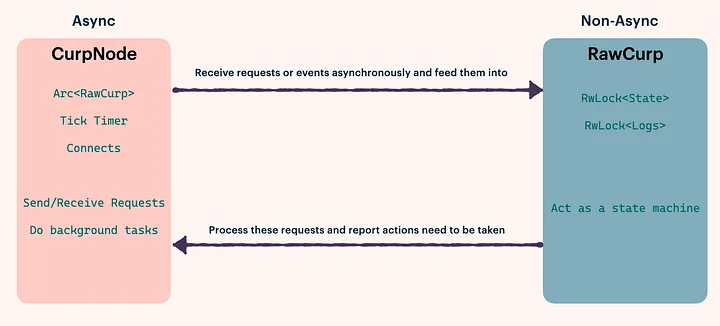 Async
Non-Async
CurpNode
RawCurp
Receive requests or events asynchronously and feed them into
Arc<RawCurp>
RwLock<State>
Tick Timer
RwLock<Logs>
Connects
Send/Receive Requests
Act as a state machine
Do background tasks
Process these requests and report actions need to be taken